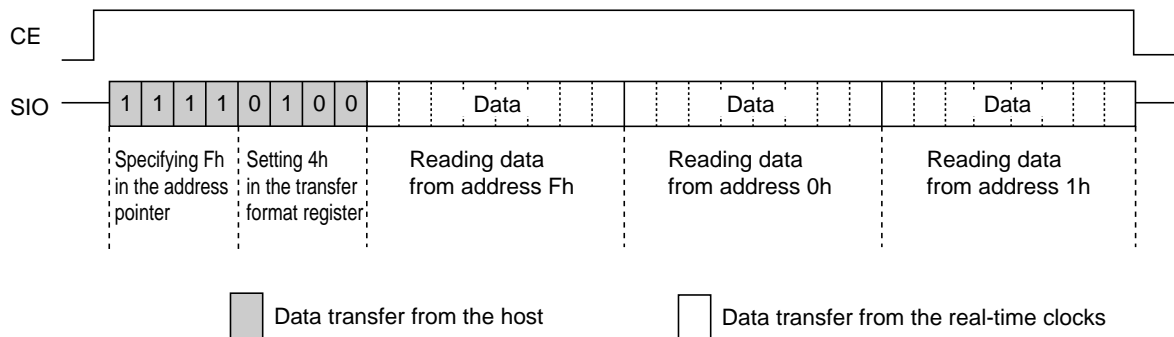 CE
SIO 1 1 1 1 0 1 0 0 Data Data Data
Specifying Fh
in the address
pointer
Setting 4h
in the transfer
format register
Reading data
from address Fh
Reading data
from address 0h
Reading data
from address 1h
Data transfer from the host
Data transfer from the real-time clocks